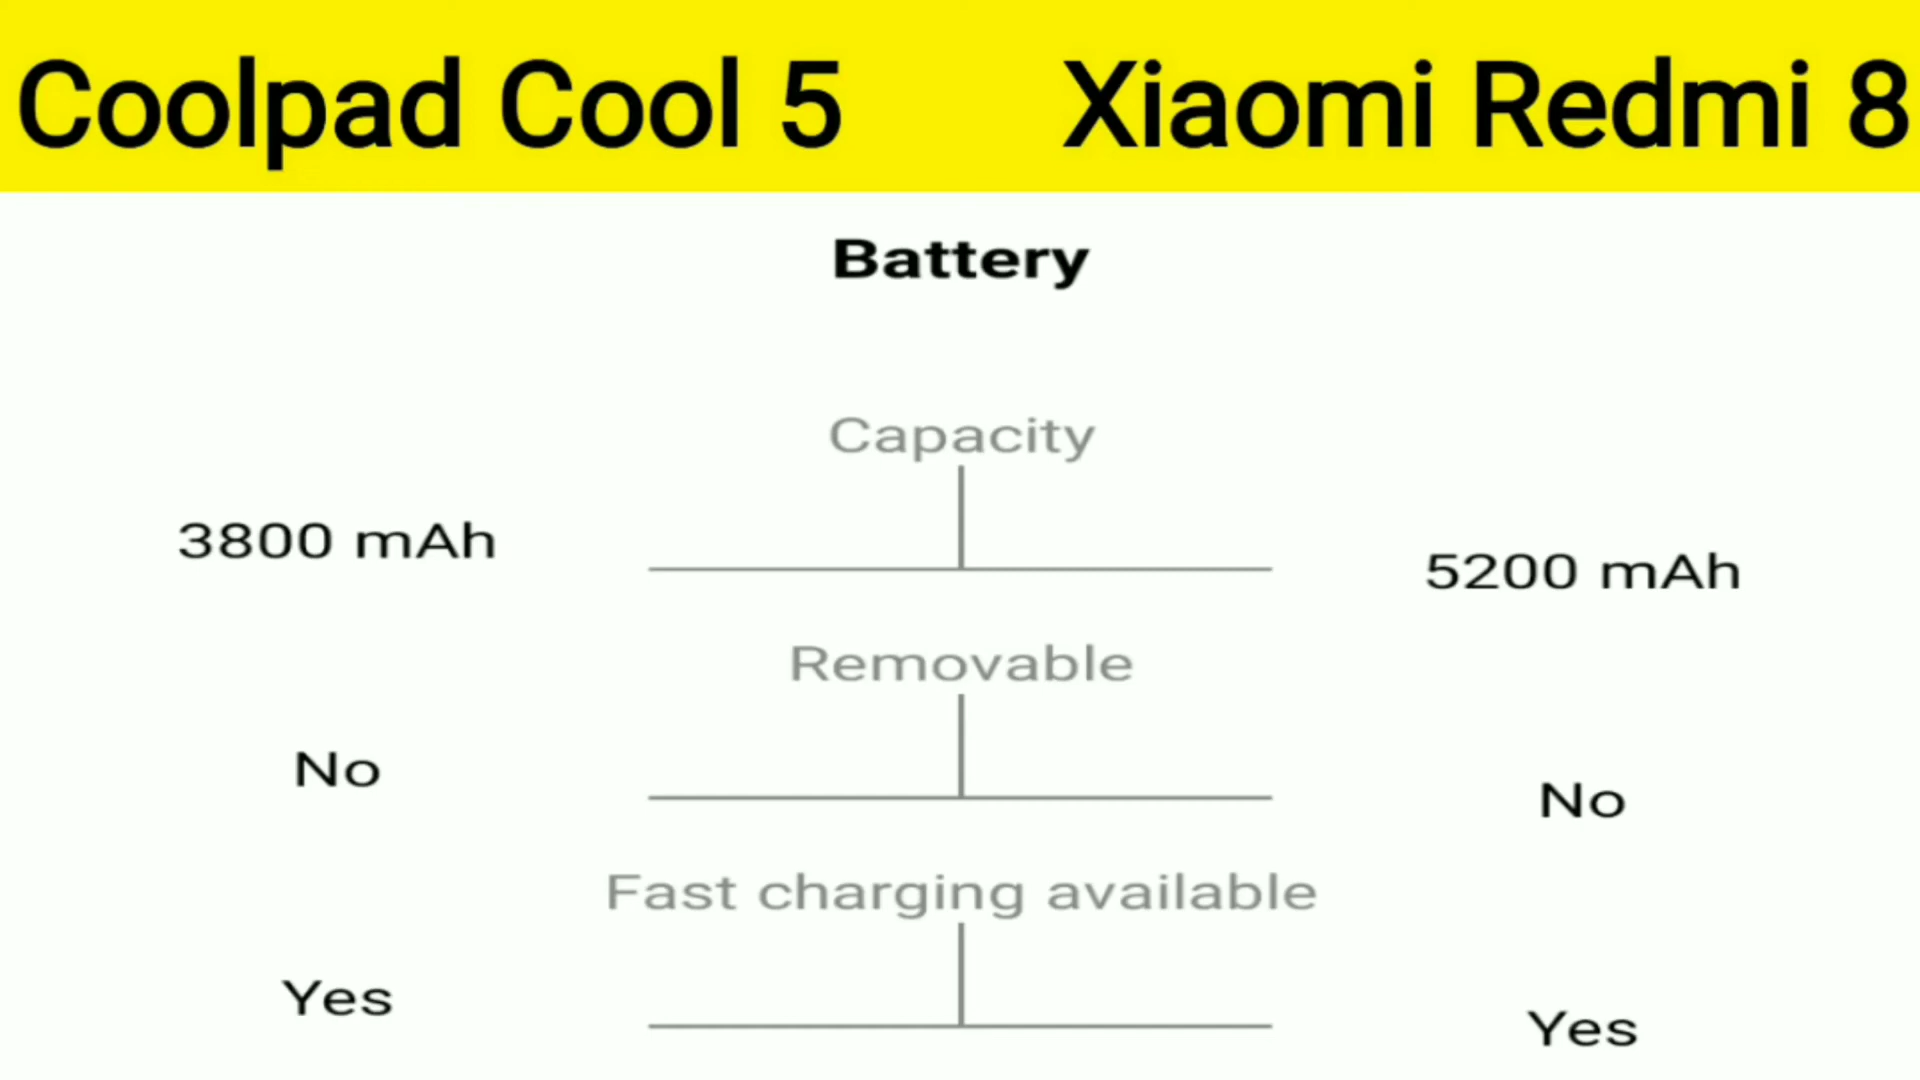 Coolpad Cool 5 Xiaomi Redmi 8
Battery
Capacity
3800 mAh 5200 mAh
Removable
No No
Fast charging available
Yes Yes